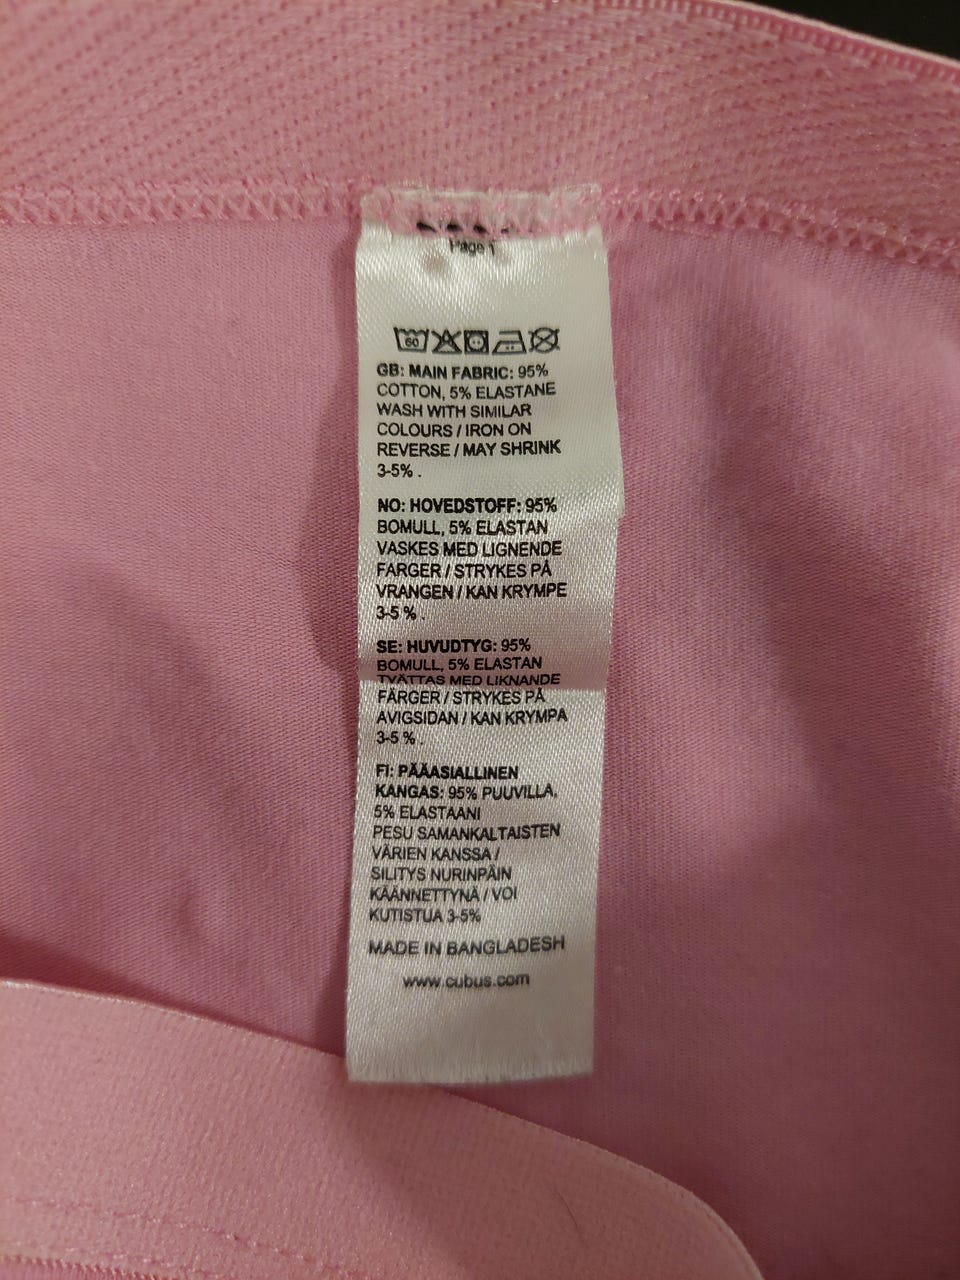 Page 1
60
GB: MAIN FABRIC: 95%
COTTON, 5% ELASTANE
WASH WITH SIMILAR
COLOURS / IRON ON
REVERSE / MAY SHRINK
3-5% .
NO: HOVEDSTOFF: 95%
BOMULL, 5% ELASTAN
VASKES MED LIGNENDE
FARGER / STRYKES PÅ
VRANGEN / KAN KRYMPE
3-5 % .
SE: HUVUDTYG: 95%
BOMULL, 5% ELASTAN
TVÄTTAS MED LIKNANDE
FÄRGER / STRYKES PÅ
AVIGSIDAN / KAN KRYMPA
3-5 % .
FI: PÄÄASIALLINEN
KANGAS: 95% PUUVILLA,
5% ELASTAANI
PESU SAMANKALTAISTEN
VÄRIEN KANSSA /
SILITYS NURINPÄIN
KÄÄNNETTYNÄ / VOI
KUTISTUA 3-5%
MADE IN BANGLADESH
www.cubus.com